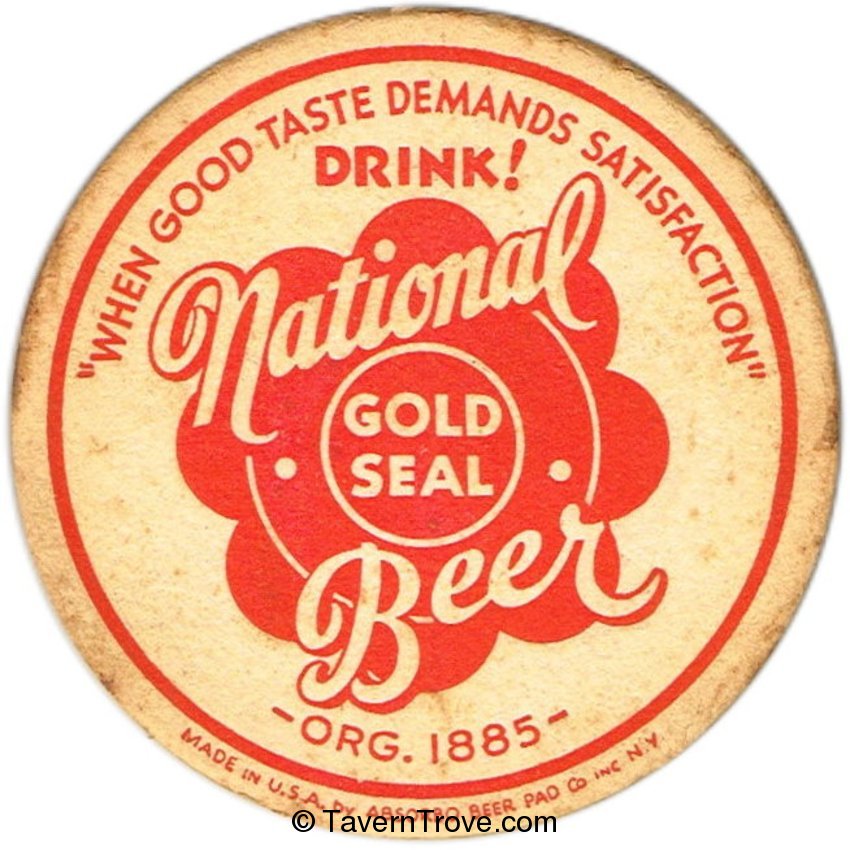 "WHEN GOOD TASTE DEMANDS SATISFACTION"
DRINK!
National
GOLD
SEAL
Beer
-ORG. 1885-
MADE IN U.S.A. by ABSORBO BEER PAD Co INC N.Y.
© TavernTrove.com